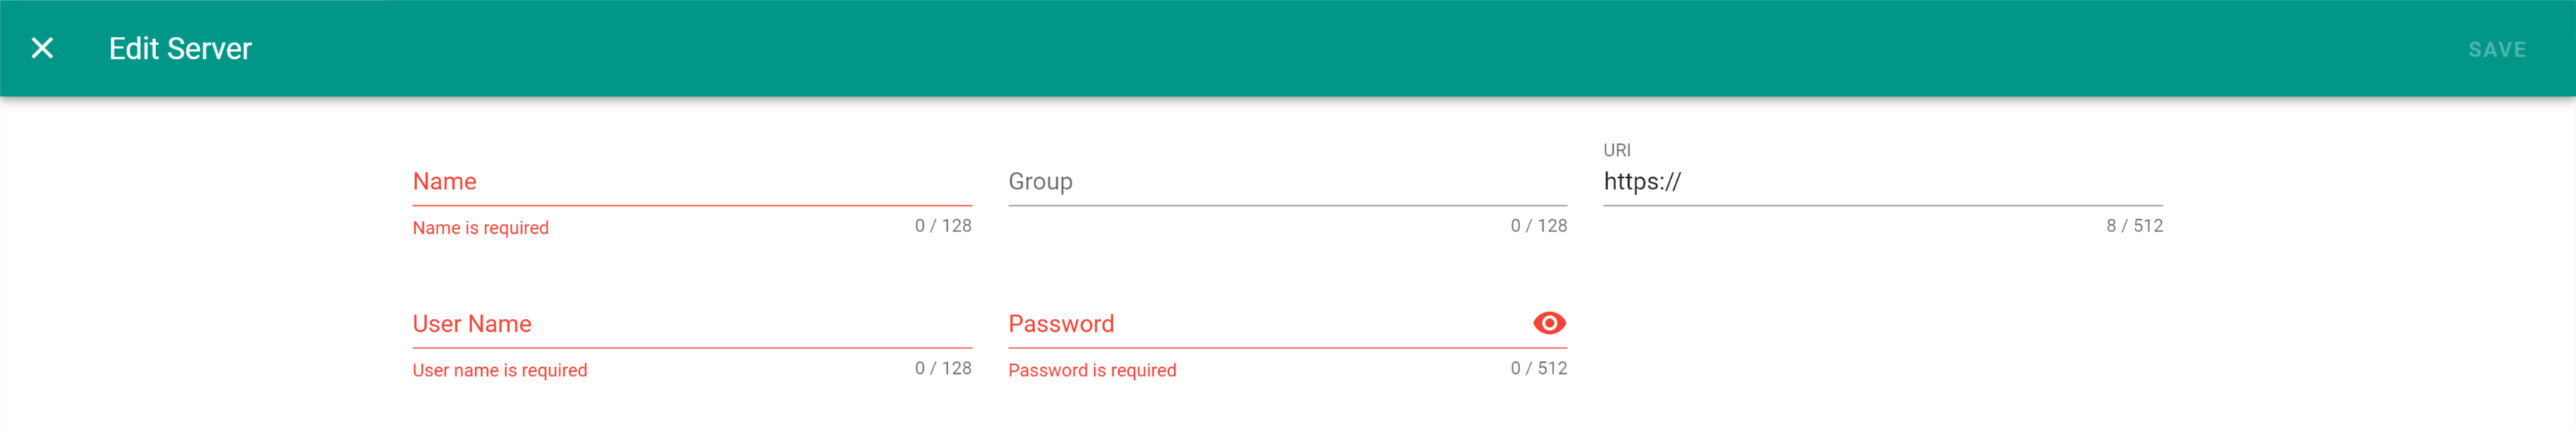 Edit Server
SAVE
Name
Name is required
0 / 128
Group
0 / 128
URI
https://
8 / 512
User Name
User name is required
0 / 128
Password
Password is required
0 / 512